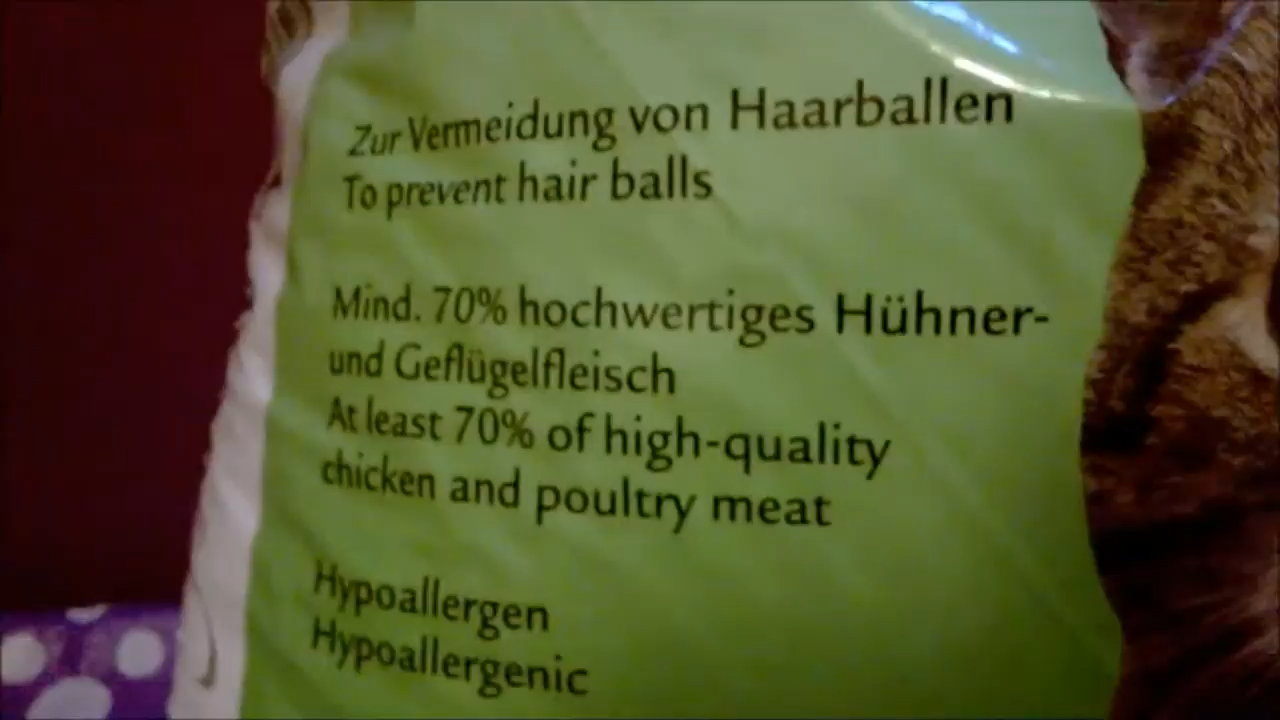 Zur Vermeidung von Haarballen
To prevent hair balls
Mind. 70% hochwertiges Hühner-
und Geflügelfleisch
At least 70% of high-quality
chicken and poultry meat
Hypoallergen
Hypoallergenic